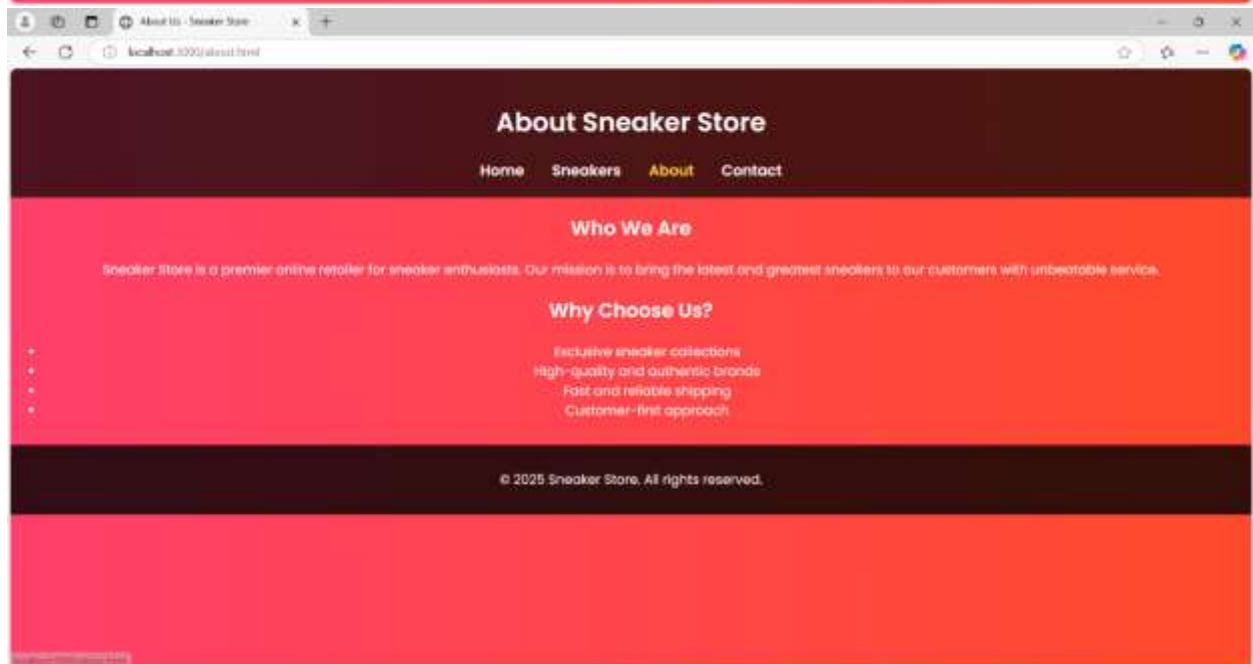 About Us - Sneaker Store
localhost:3000/about.html
About Sneaker Store
Home Sneakers About Contact
Who We Are
Sneaker Store is a premier online retailer for sneaker enthusiasts. Our mission is to bring the latest and greatest sneakers to our customers with unbeatable service.
Why Choose Us?
• Exclusive sneaker collections
• High-quality and authentic brands
• Fast and reliable shipping
• Customer-first approach
© 2025 Sneaker Store. All rights reserved.